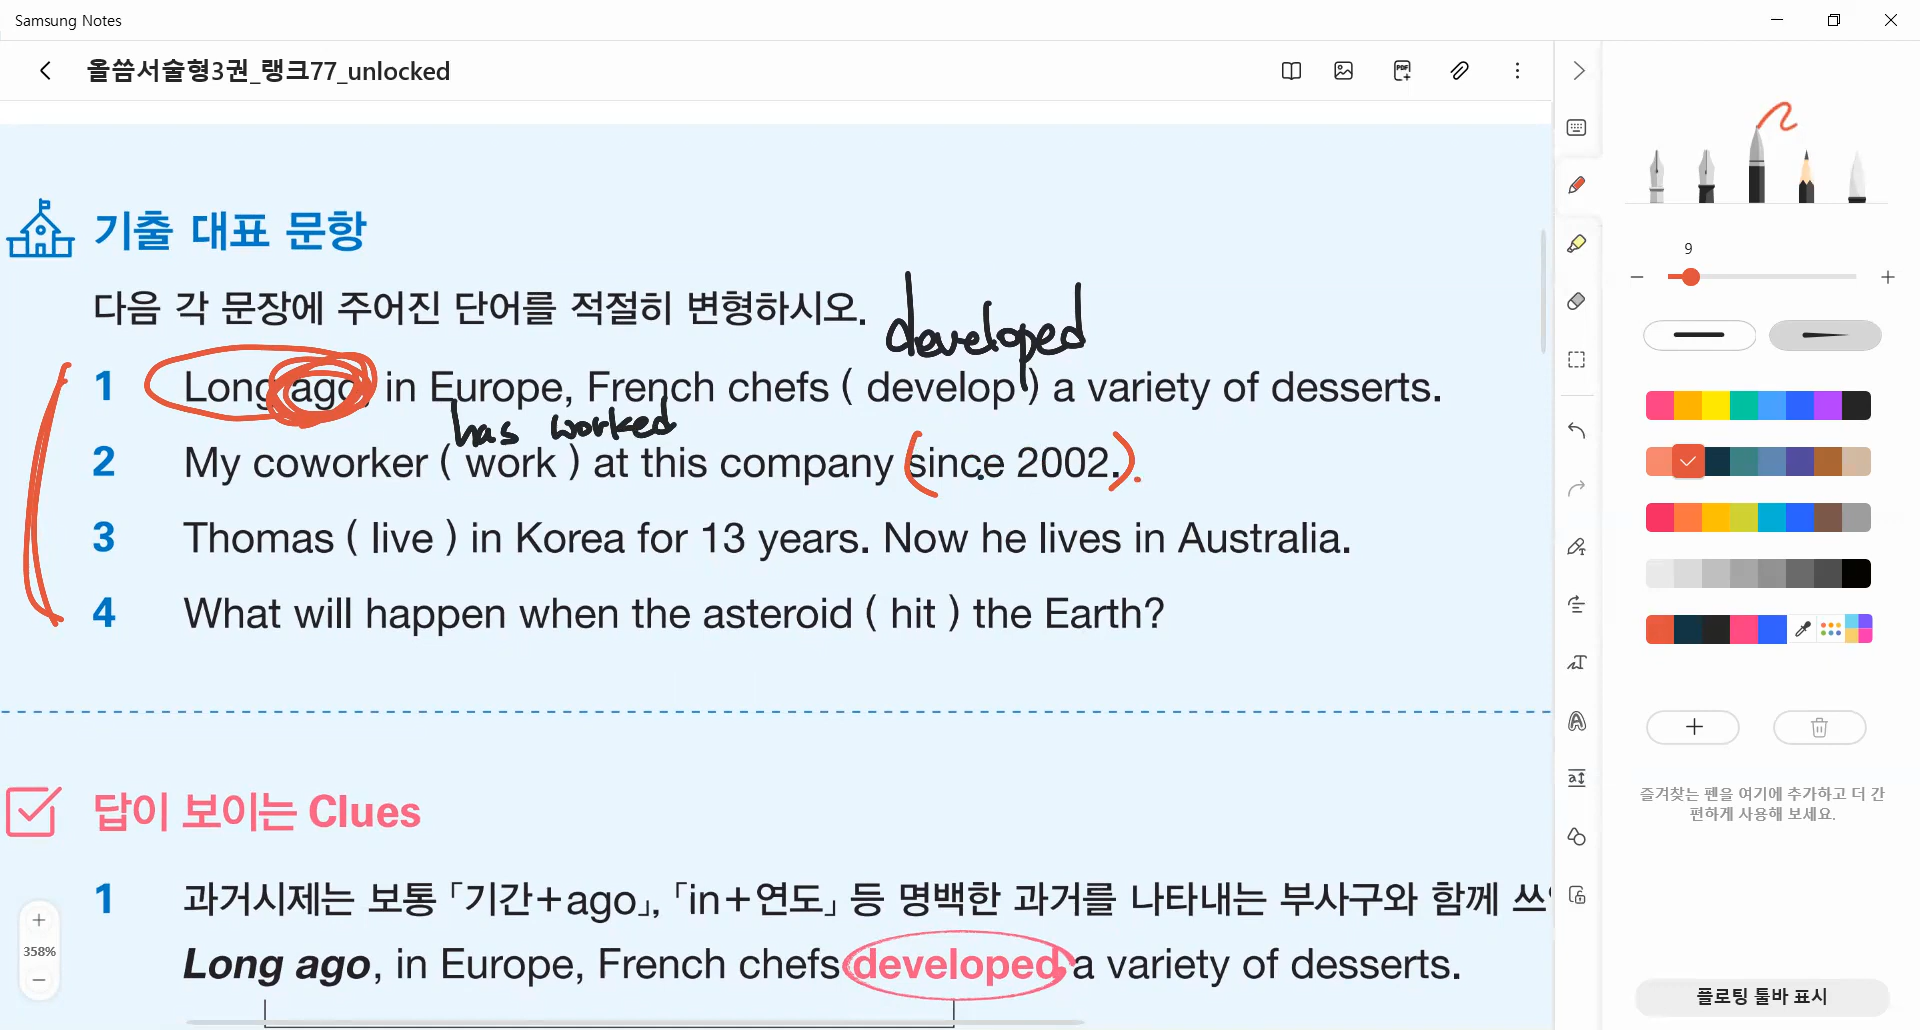 Samsung Notes
올씀서술형3권_랭크77_unlocked
기출 대표 문항
다음 각 문장에 주어진 단어를 적절히 변형하시오.
developed
1 Long ago, in Europe, French chefs ( develop ) a variety of desserts.
has worked
2 My coworker ( work ) at this company since 2002.
3 Thomas ( live ) in Korea for 13 years. Now he lives in Australia.
4 What will happen when the asteroid ( hit ) the Earth?
답이 보이는 Clues
1 과거시제는 보통 「기간+ago」, 「in+연도」 등 명백한 과거를 나타내는 부사구와 함께
Long ago, in Europe, French chefs developed a variety of desserts.
358%
9
즐겨찾는 펜을 여기에 추가하고 더 간
편하게 사용해 보세요.
플로팅 툴바 표시